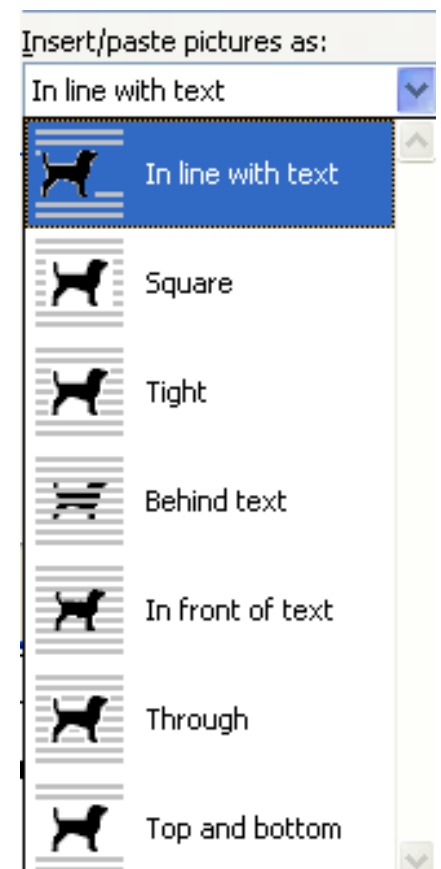 Insert/paste pictures as:
In line with text
In line with text
Square
Tight
Behind text
In front of text
Through
Top and bottom